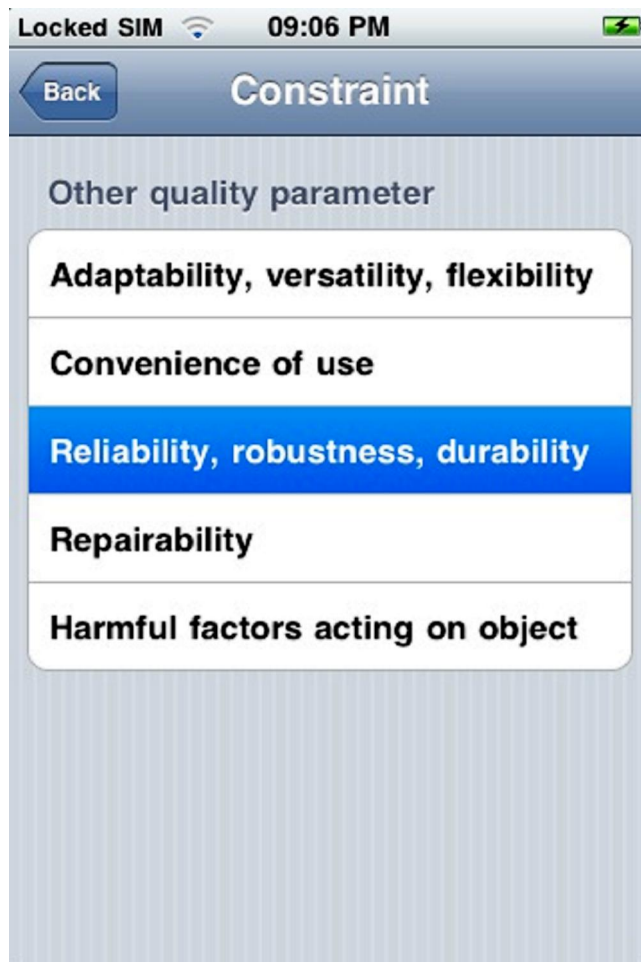 Locked SIM 09:06 PM
Back Constraint
Other quality parameter
Adaptability, versatility, flexibility
Convenience of use
Reliability, robustness, durability
Repairability
Harmful factors acting on object